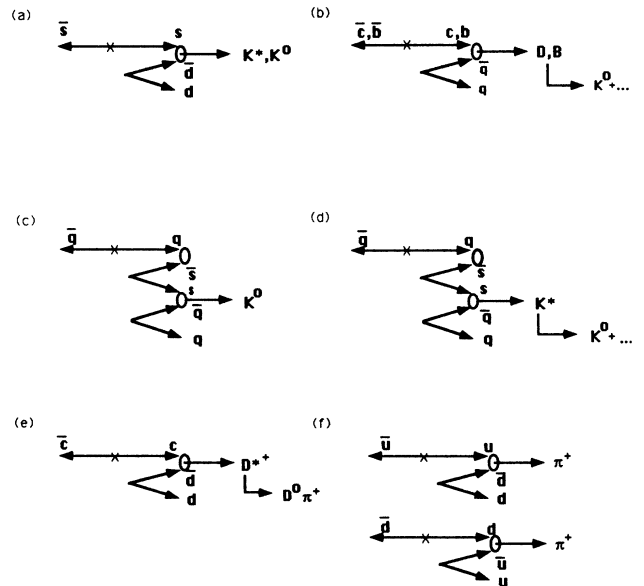 (a) s̅ s K*,K⁰
d̅
d
(b) c̅,b̅ c,b D,B
q̅
q K⁰+...
(c) q̅ q
s̅
s K⁰
q̅
q
(d) q̅ q
s̅
s K*
q̅
q K⁰+...
(e) c̅ c D*⁺
d̅
d D⁰π⁺
(f) u̅ u π⁺
d̅
d
d̅ d π⁺
u̅
u